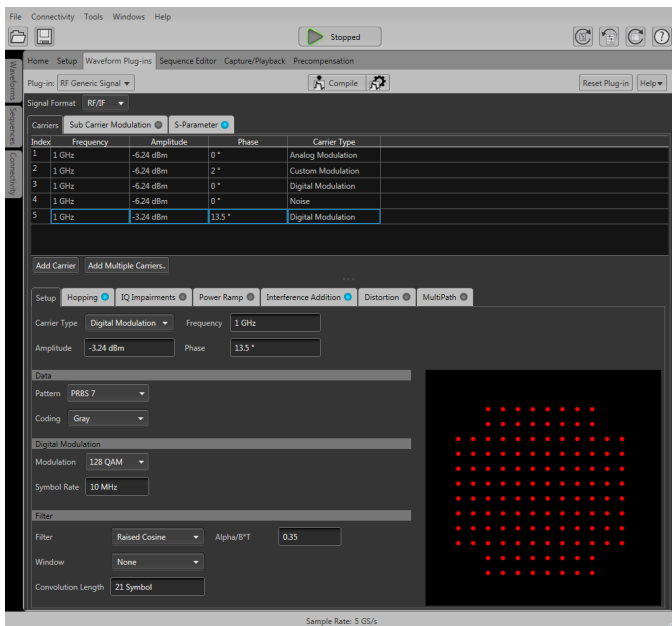 File Connectivity Tools Windows Help
Stopped
Home Setup Waveform Plug-ins Sequence Editor Capture/Playback Precompensation
Waveforms
Sequences
Connectivity
Plug-in: RF Generic Signal Compile Reset Plug-in Help
Signal Format RF/IF
Carriers Sub Carrier Modulation S-Parameter
Index Frequency Amplitude Phase Carrier Type
1 1 GHz -6.24 dBm 0 ° Analog Modulation
2 1 GHz -6.24 dBm 2 ° Custom Modulation
3 1 GHz -6.24 dBm 0 ° Digital Modulation
4 1 GHz -6.24 dBm 0 ° Noise
5 1 GHz -3.24 dBm 13.5 ° Digital Modulation
Add Carrier Add Multiple Carriers..
Setup Hopping IQ Impairments Power Ramp Interference Addition Distortion MultiPath
Carrier Type Digital Modulation Frequency 1 GHz
Amplitude -3.24 dBm Phase 13.5 °
Data
Pattern PRBS 7
Coding Gray
Digital Modulation
Modulation 128 QAM
Symbol Rate 10 MHz
Filter
Filter Raised Cosine Alpha/B*T 0.35
Window None
Convolution Length 21 Symbol
Sample Rate: 5 GS/s